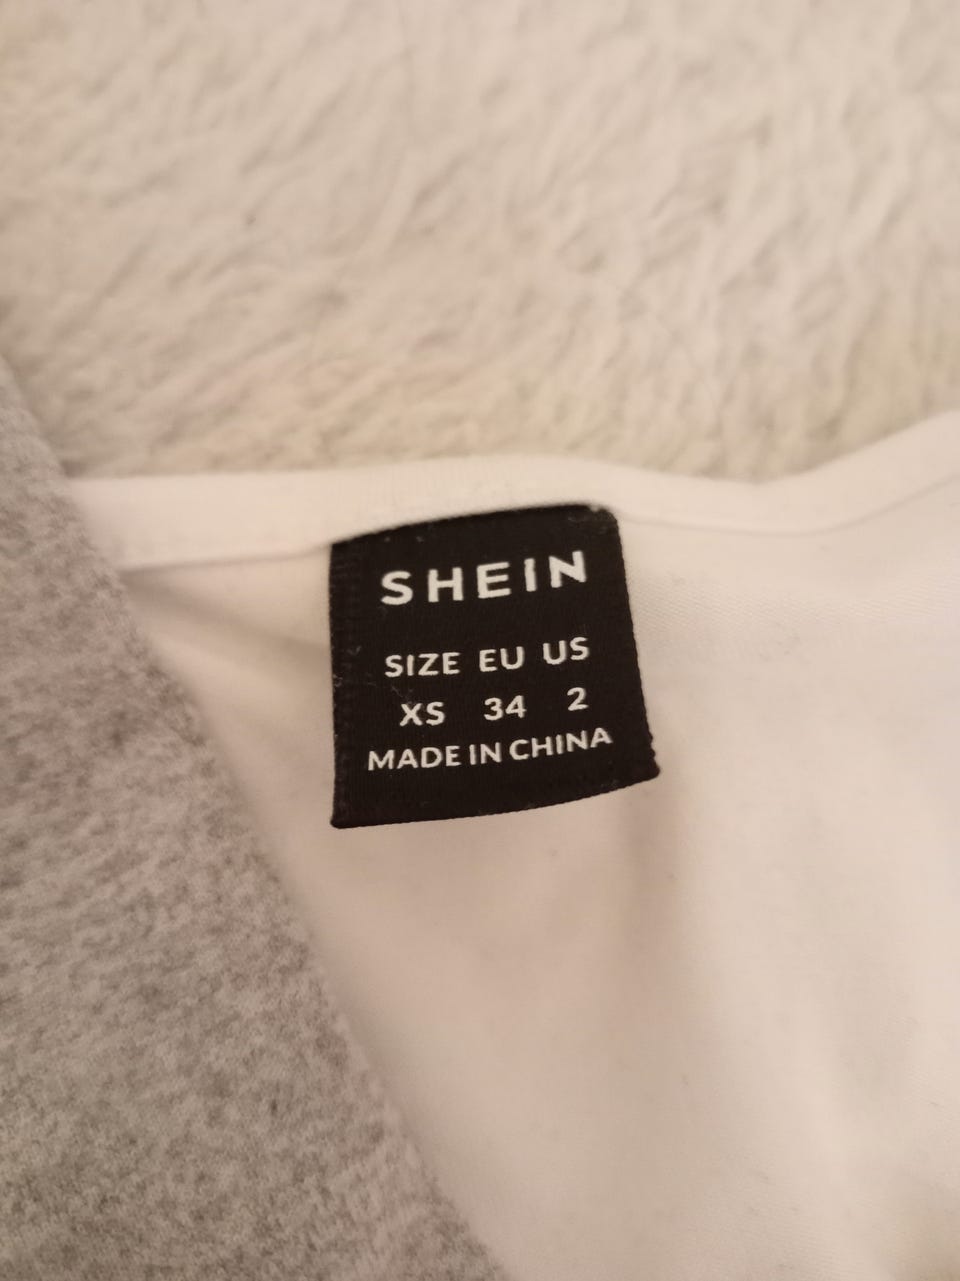 SHEIN
SIZE EU US
XS 34 2
MADE IN CHINA